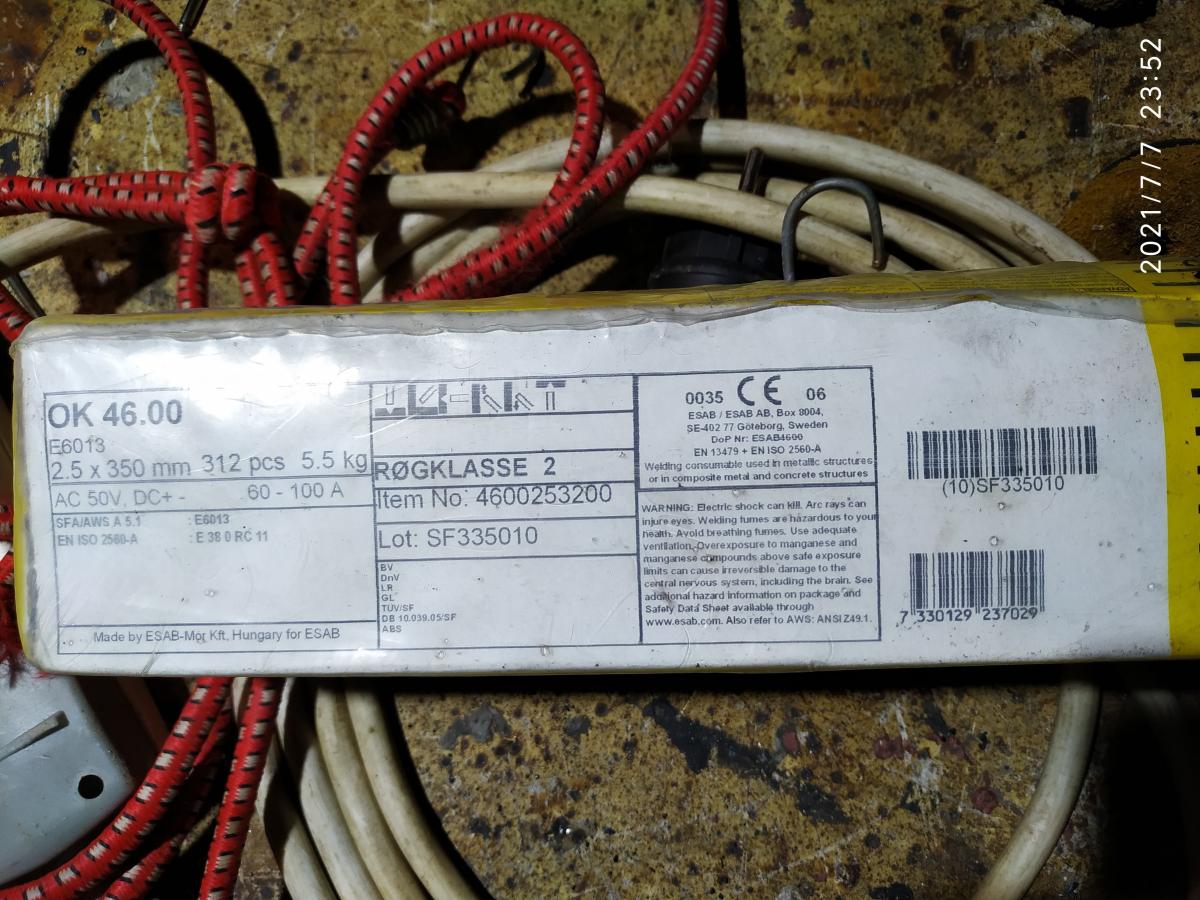 2021/7/7 23:52
OK 46.00
E6013
2.5 x 350 mm 312 pcs 5.5 kg
AC 50V, DC+ - 60 - 100 A
SFA/AWS A 5.1 : E6013
EN ISO 2560-A : E 38 0 RC 11
Made by ESAB-Mor Kft, Hungary for ESAB
RØGKLASSE 2
Item No: 4600253200
Lot: SF335010
BV
DnV
LR
GL
TÜV/SF
DB 10.039.05/SF
ABS
0035 CE 06
ESAB / ESAB AB, Box 8004,
SE-402 77 Göteborg, Sweden
DoP Nr: ESAB4600
EN 13479 + EN ISO 2560-A
Welding consumable used in metallic structures
or in composite metal and concrete structures
WARNING: Electric shock can kill. Arc rays can
injure eyes. Welding fumes are hazardous to your
health. Avoid breathing fumes. Use adequate
ventilation. Overexposure to manganese and
manganese compounds above safe exposure
limits can cause irreversible damage to the
central nervous system, including the brain. See
additional hazard information on package and
Safety Data Sheet available through
www.esab.com. Also refer to AWS: ANSI Z49.1.
(10)SF335010
7 330129 237029